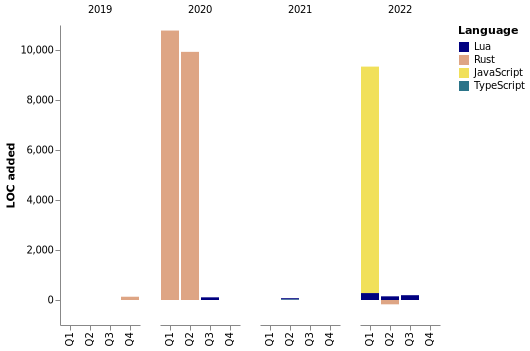 2019 2020 2021 2022
Language
Lua
Rust
JavaScript
TypeScript
LOC added
10,000
8,000
6,000
4,000
2,000
0
Q1 Q2 Q3 Q4 Q1 Q2 Q3 Q4 Q1 Q2 Q3 Q4 Q1 Q2 Q3 Q4